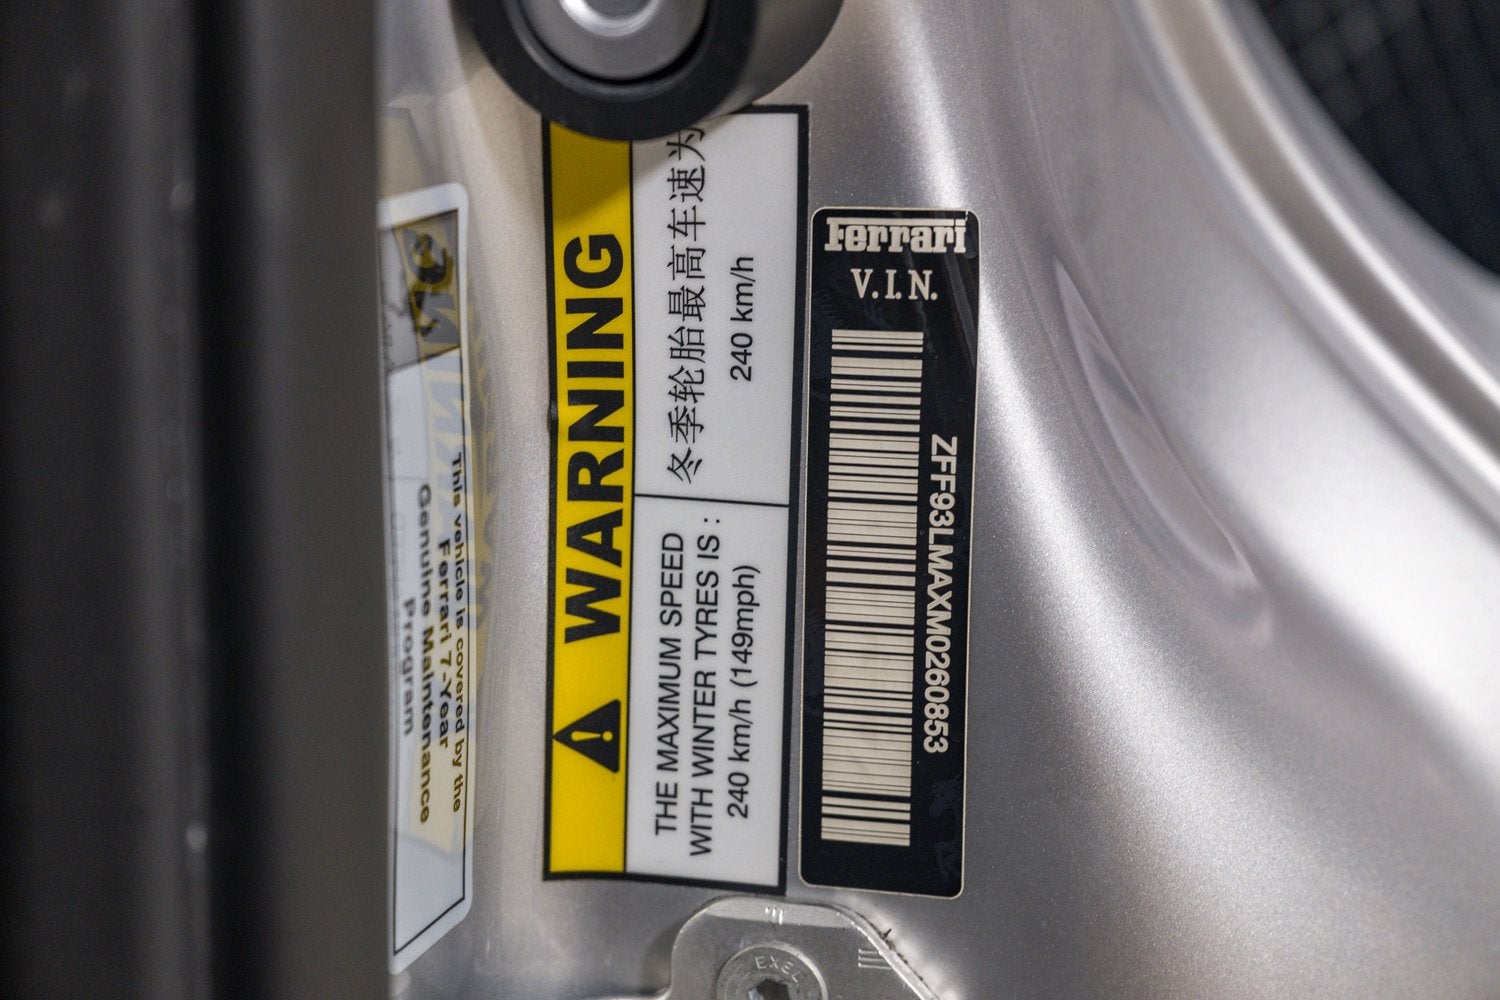 This vehicle is covered by the
Ferrari 7-Year
Genuine Maintenance
Program
WARNING
THE MAXIMUM SPEED
WITH WINTER TYRES IS :
240 km/h (149mph)
冬季轮胎最高车速为
240 km/h
Ferrari
V.I.N.
ZFF93LMAXM0260853
EXEL